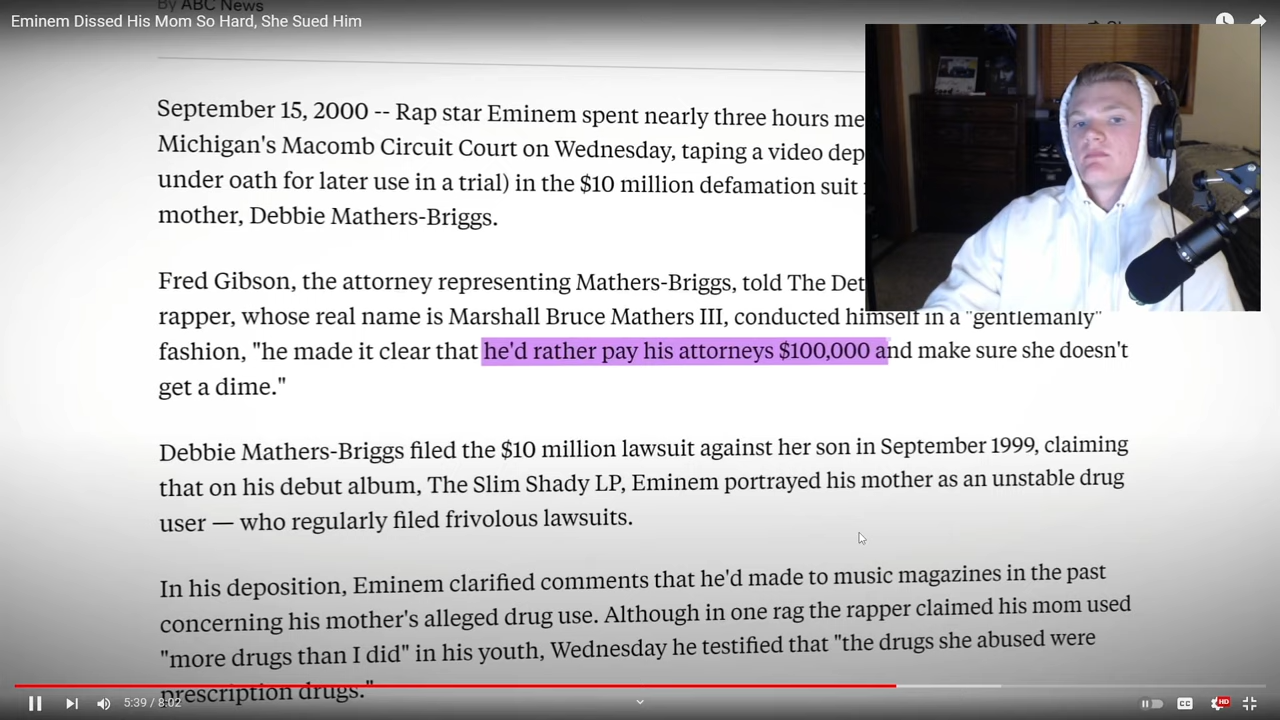 By ABC News
Eminem Dissed His Mom So Hard, She Sued Him
September 15, 2000 -- Rap star Eminem spent nearly three hours me
Michigan's Macomb Circuit Court on Wednesday, taping a video dep
under oath for later use in a trial) in the $10 million defamation suit
mother, Debbie Mathers-Briggs.
Fred Gibson, the attorney representing Mathers-Briggs, told The Det
rapper, whose real name is Marshall Bruce Mathers III, conducted himself in a "gentlemanly"
fashion, "he made it clear that he'd rather pay his attorneys $100,000 and make sure she doesn't
get a dime."
Debbie Mathers-Briggs filed the $10 million lawsuit against her son in September 1999, claiming
that on his debut album, The Slim Shady LP, Eminem portrayed his mother as an unstable drug
user — who regularly filed frivolous lawsuits.
In his deposition, Eminem clarified comments that he'd made to music magazines in the past
concerning his mother's alleged drug use. Although in one rag the rapper claimed his mom used
"more drugs than I did" in his youth, Wednesday he testified that "the drugs she abused were
prescription drugs."
5:39 / 8:02
CC
HD